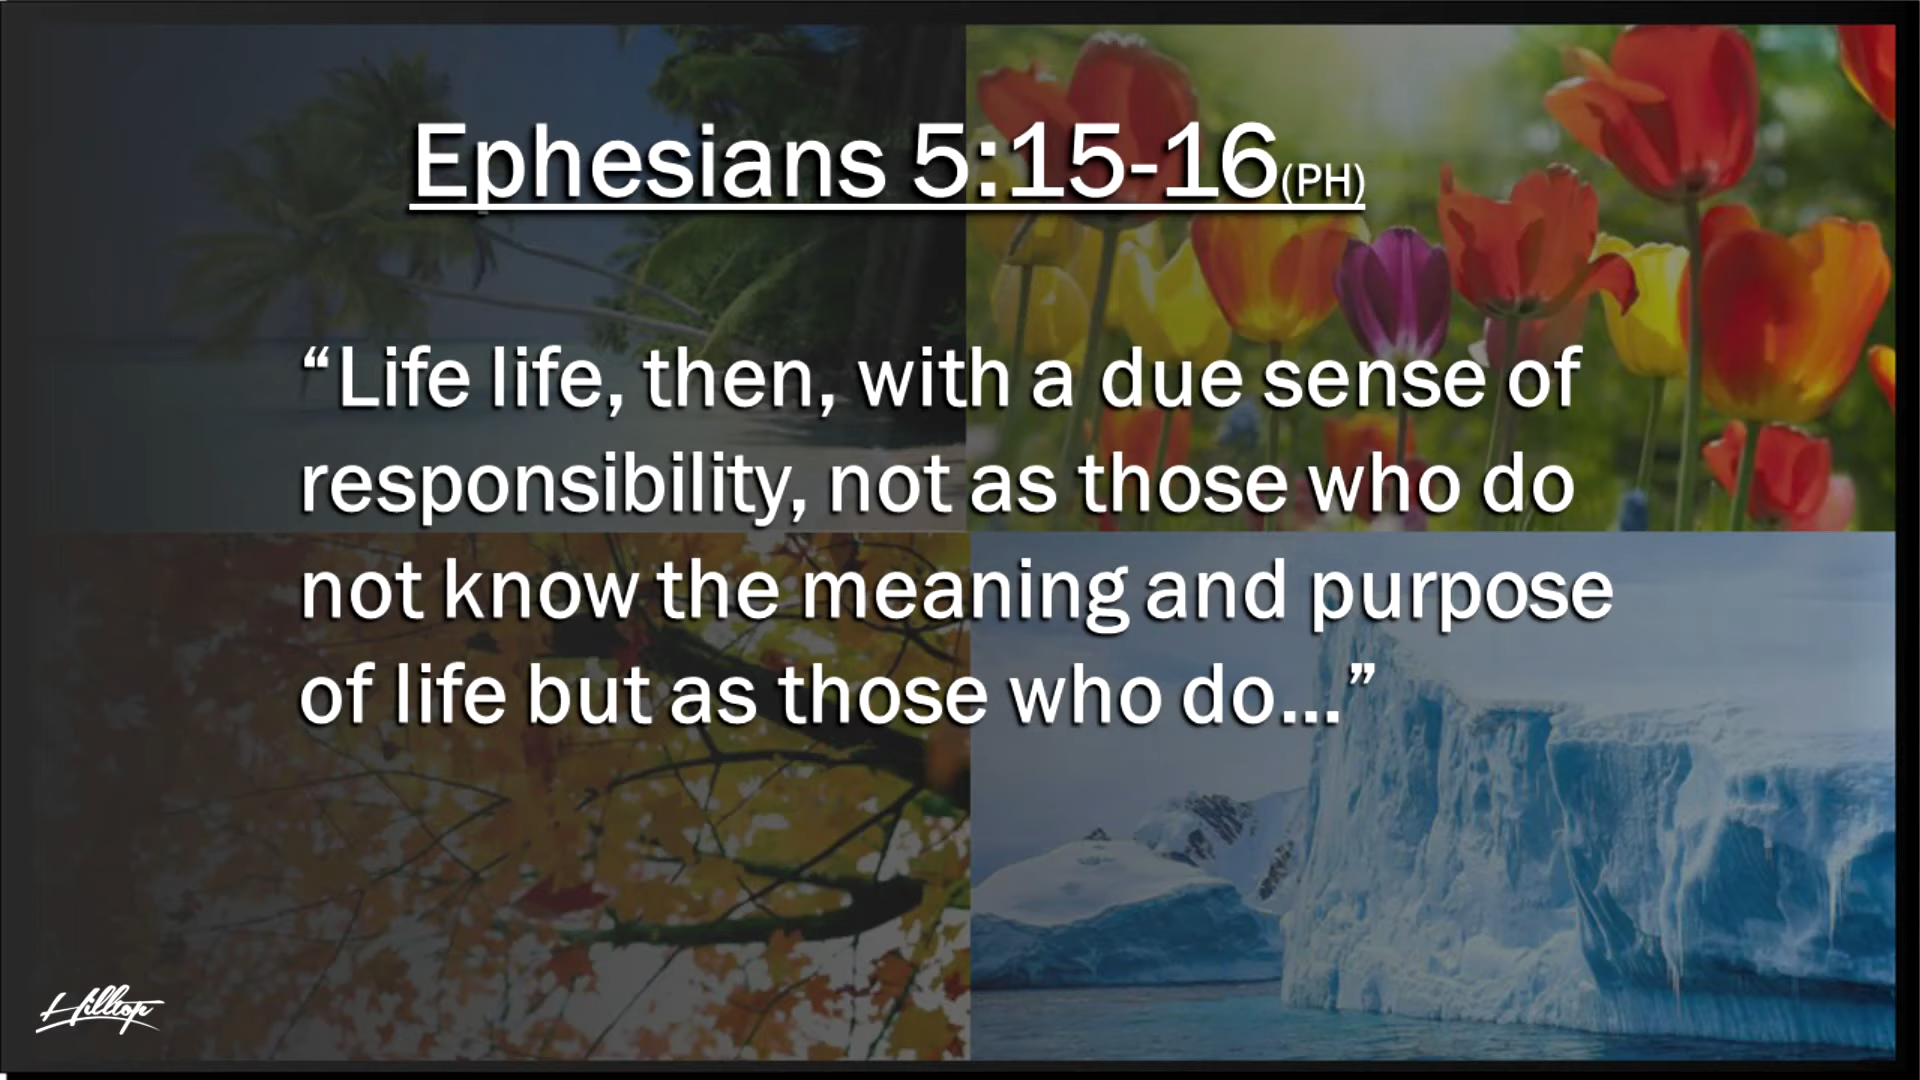 Ephesians 5:15-16(PH)
“Life life, then, with a due sense of
responsibility, not as those who do
not know the meaning and purpose
of life but as those who do...”
Hilltop